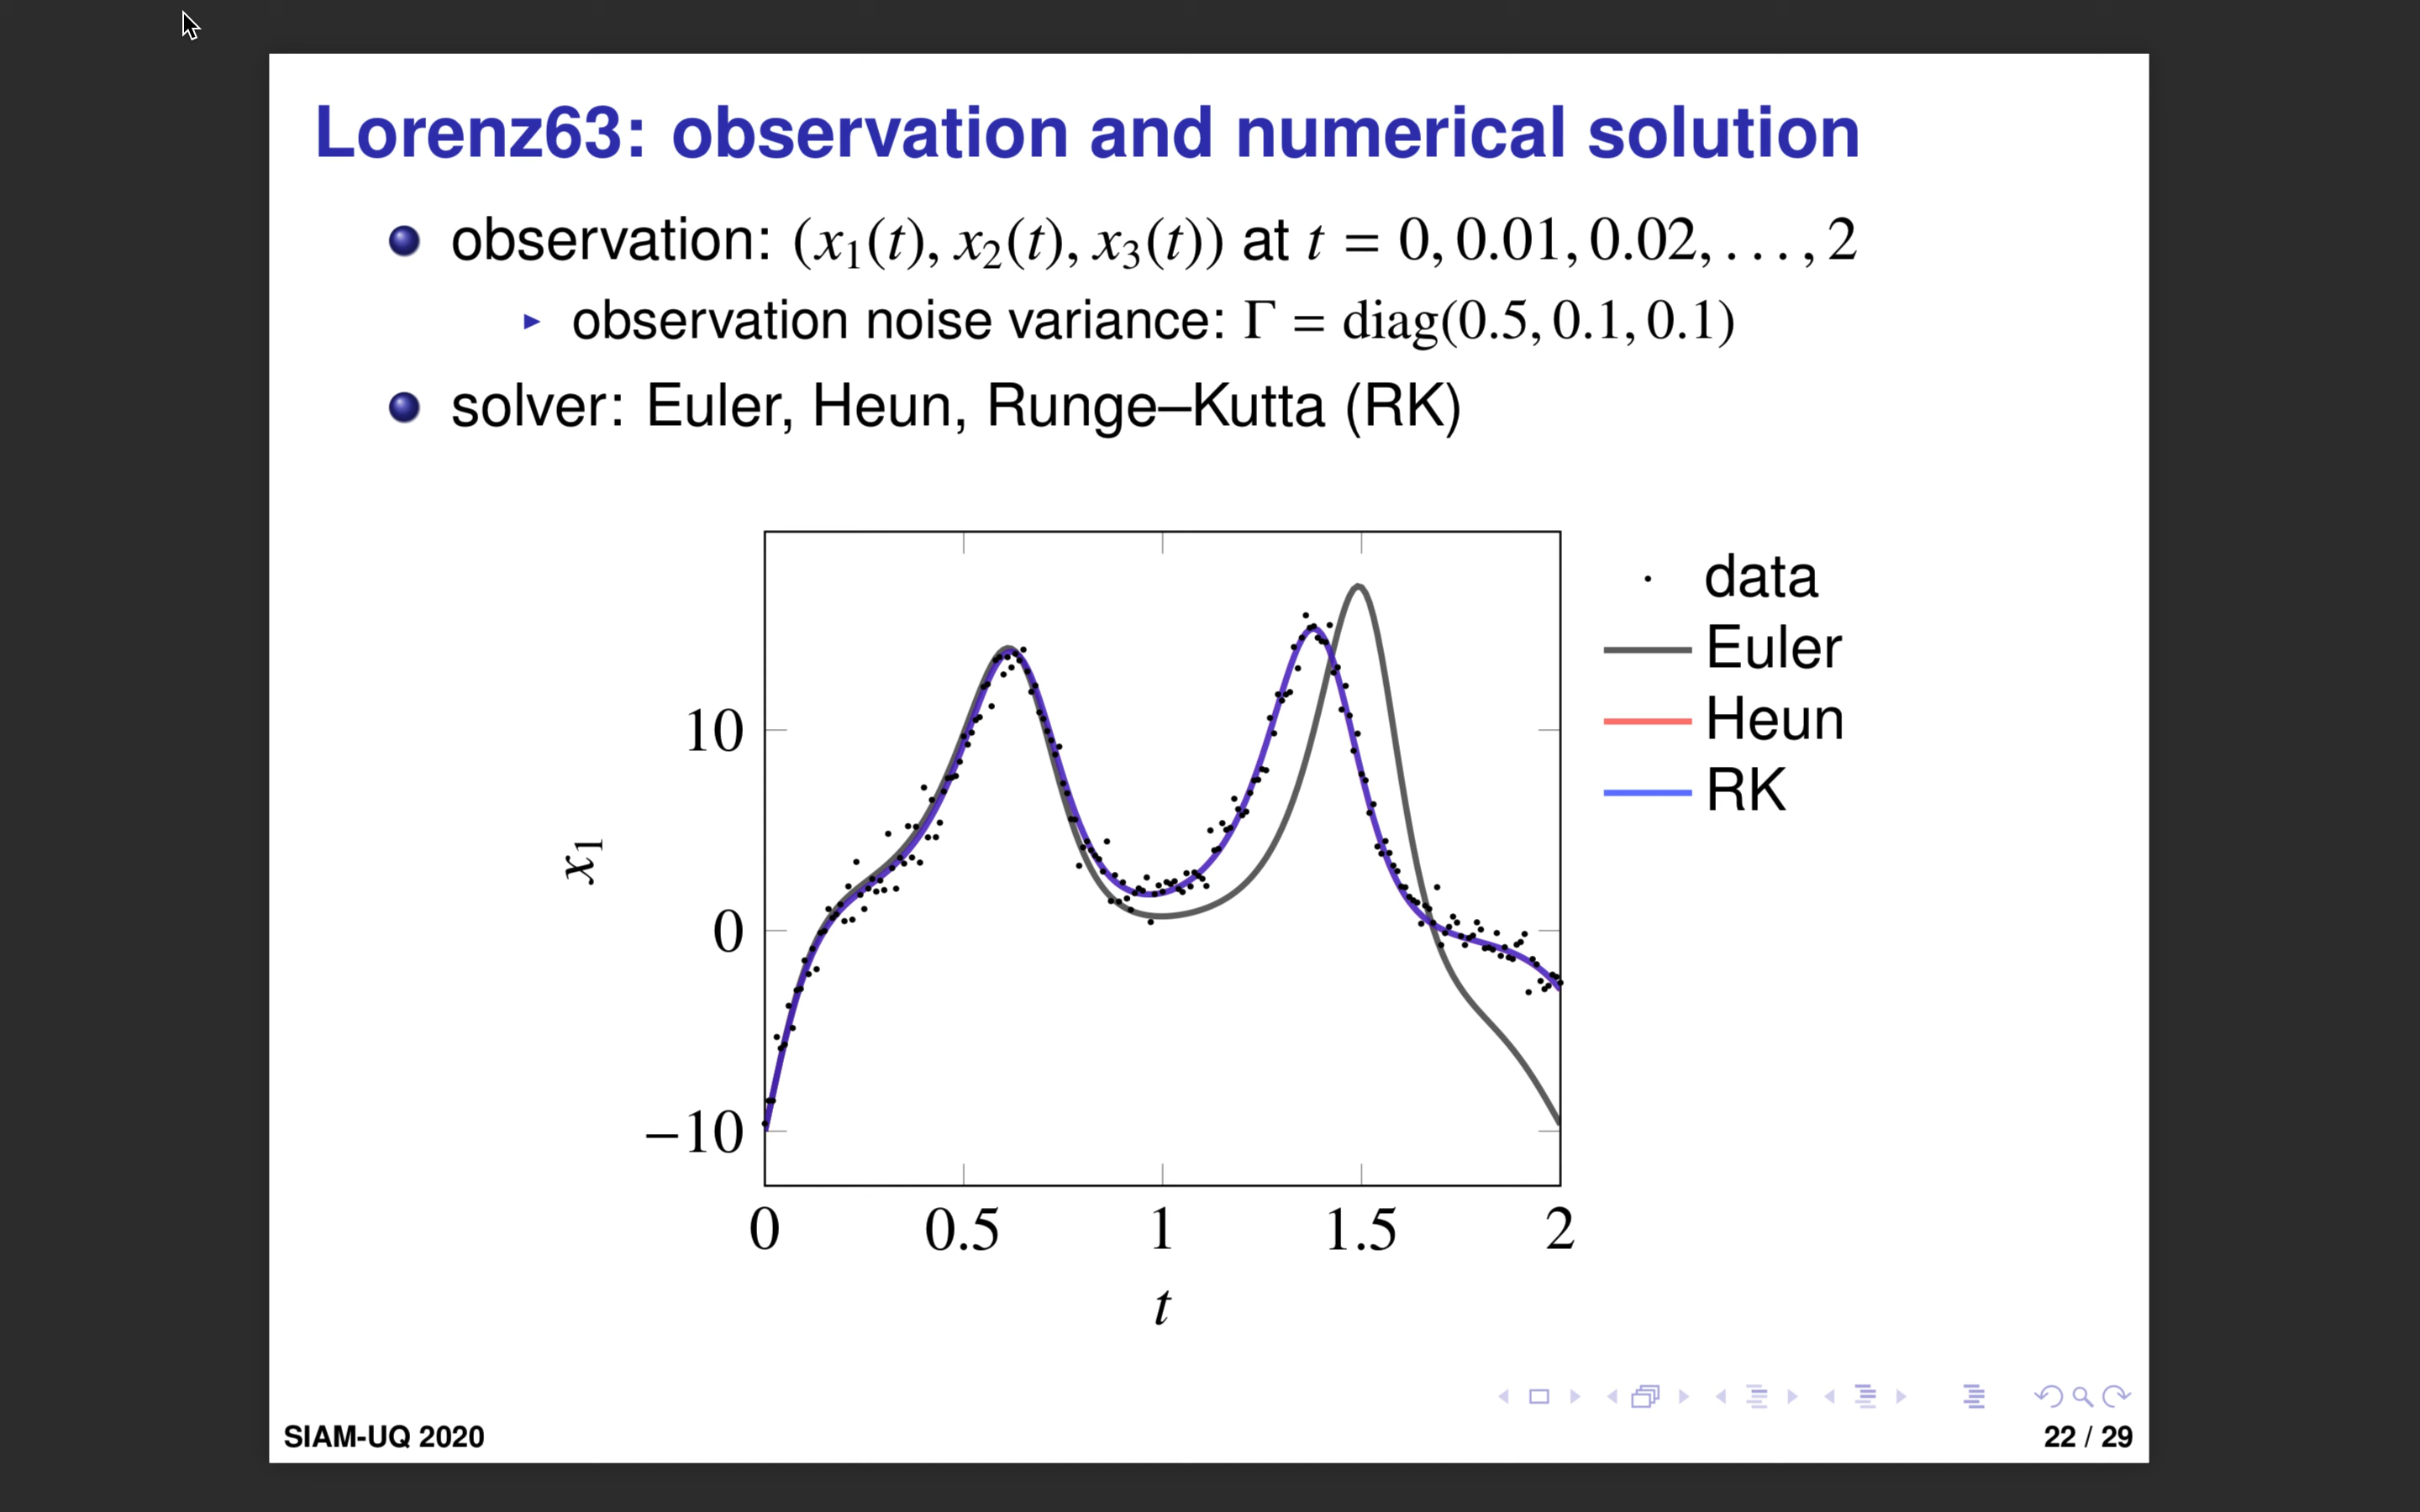 Lorenz63: observation and numerical solution
observation: (x₁(t), x₂(t), x₃(t)) at t = 0, 0.01, 0.02, . . . , 2
observation noise variance: Γ = diag(0.5, 0.1, 0.1)
solver: Euler, Heun, Runge–Kutta (RK)
data
Euler
Heun
RK
10
0
−10
x₁
0 0.5 1 1.5 2
t
SIAM-UQ 2020
22 / 29